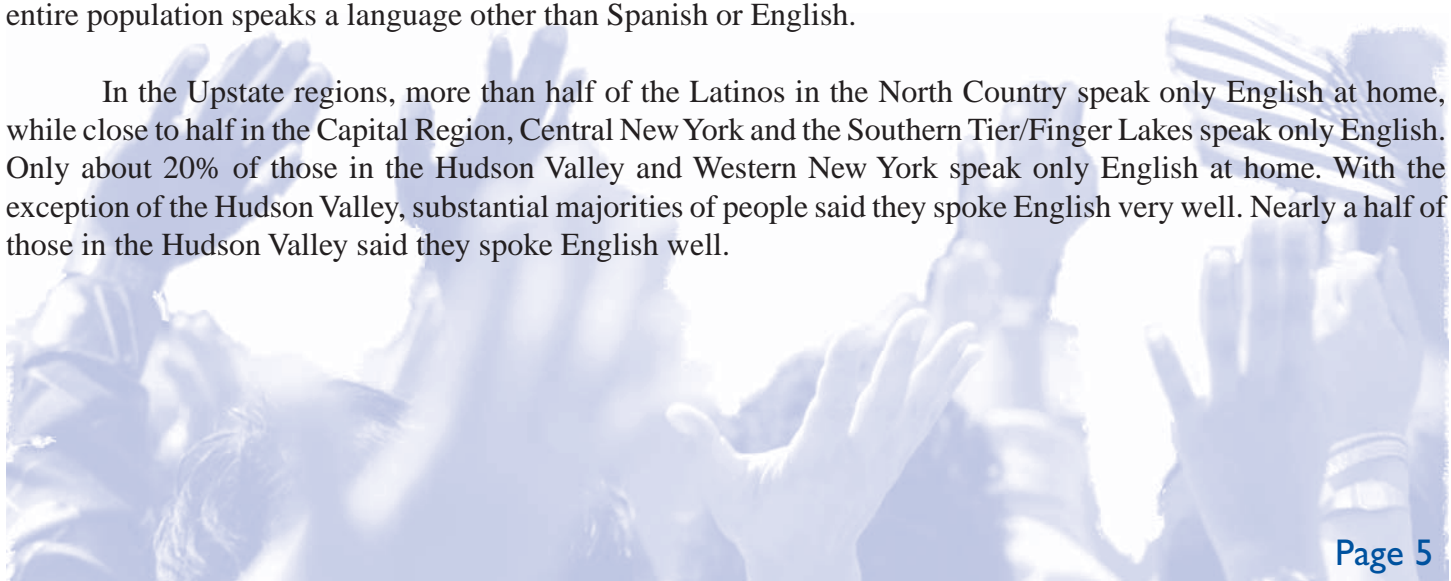 entire population speaks a language other than Spanish or English.
In the Upstate regions, more than half of the Latinos in the North Country speak only English at home,
while close to half in the Capital Region, Central New York and the Southern Tier/Finger Lakes speak only English.
Only about 20% of those in the Hudson Valley and Western New York speak only English at home. With the
exception of the Hudson Valley, substantial majorities of people said they spoke English very well. Nearly a half of
those in the Hudson Valley said they spoke English well.
Page 5